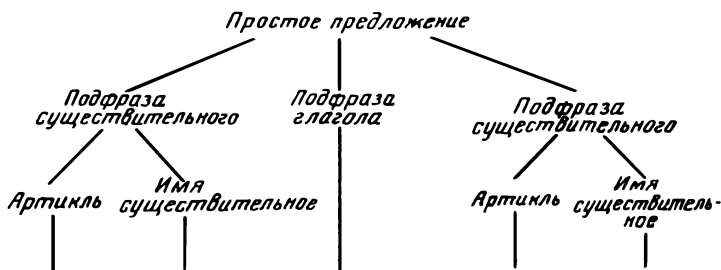 Простое предложение
Подфраза
существительного
Подфраза
глагола
Подфраза
существительного
Артикль
Имя
существительное
Артикль
Имя
существитель-
ное